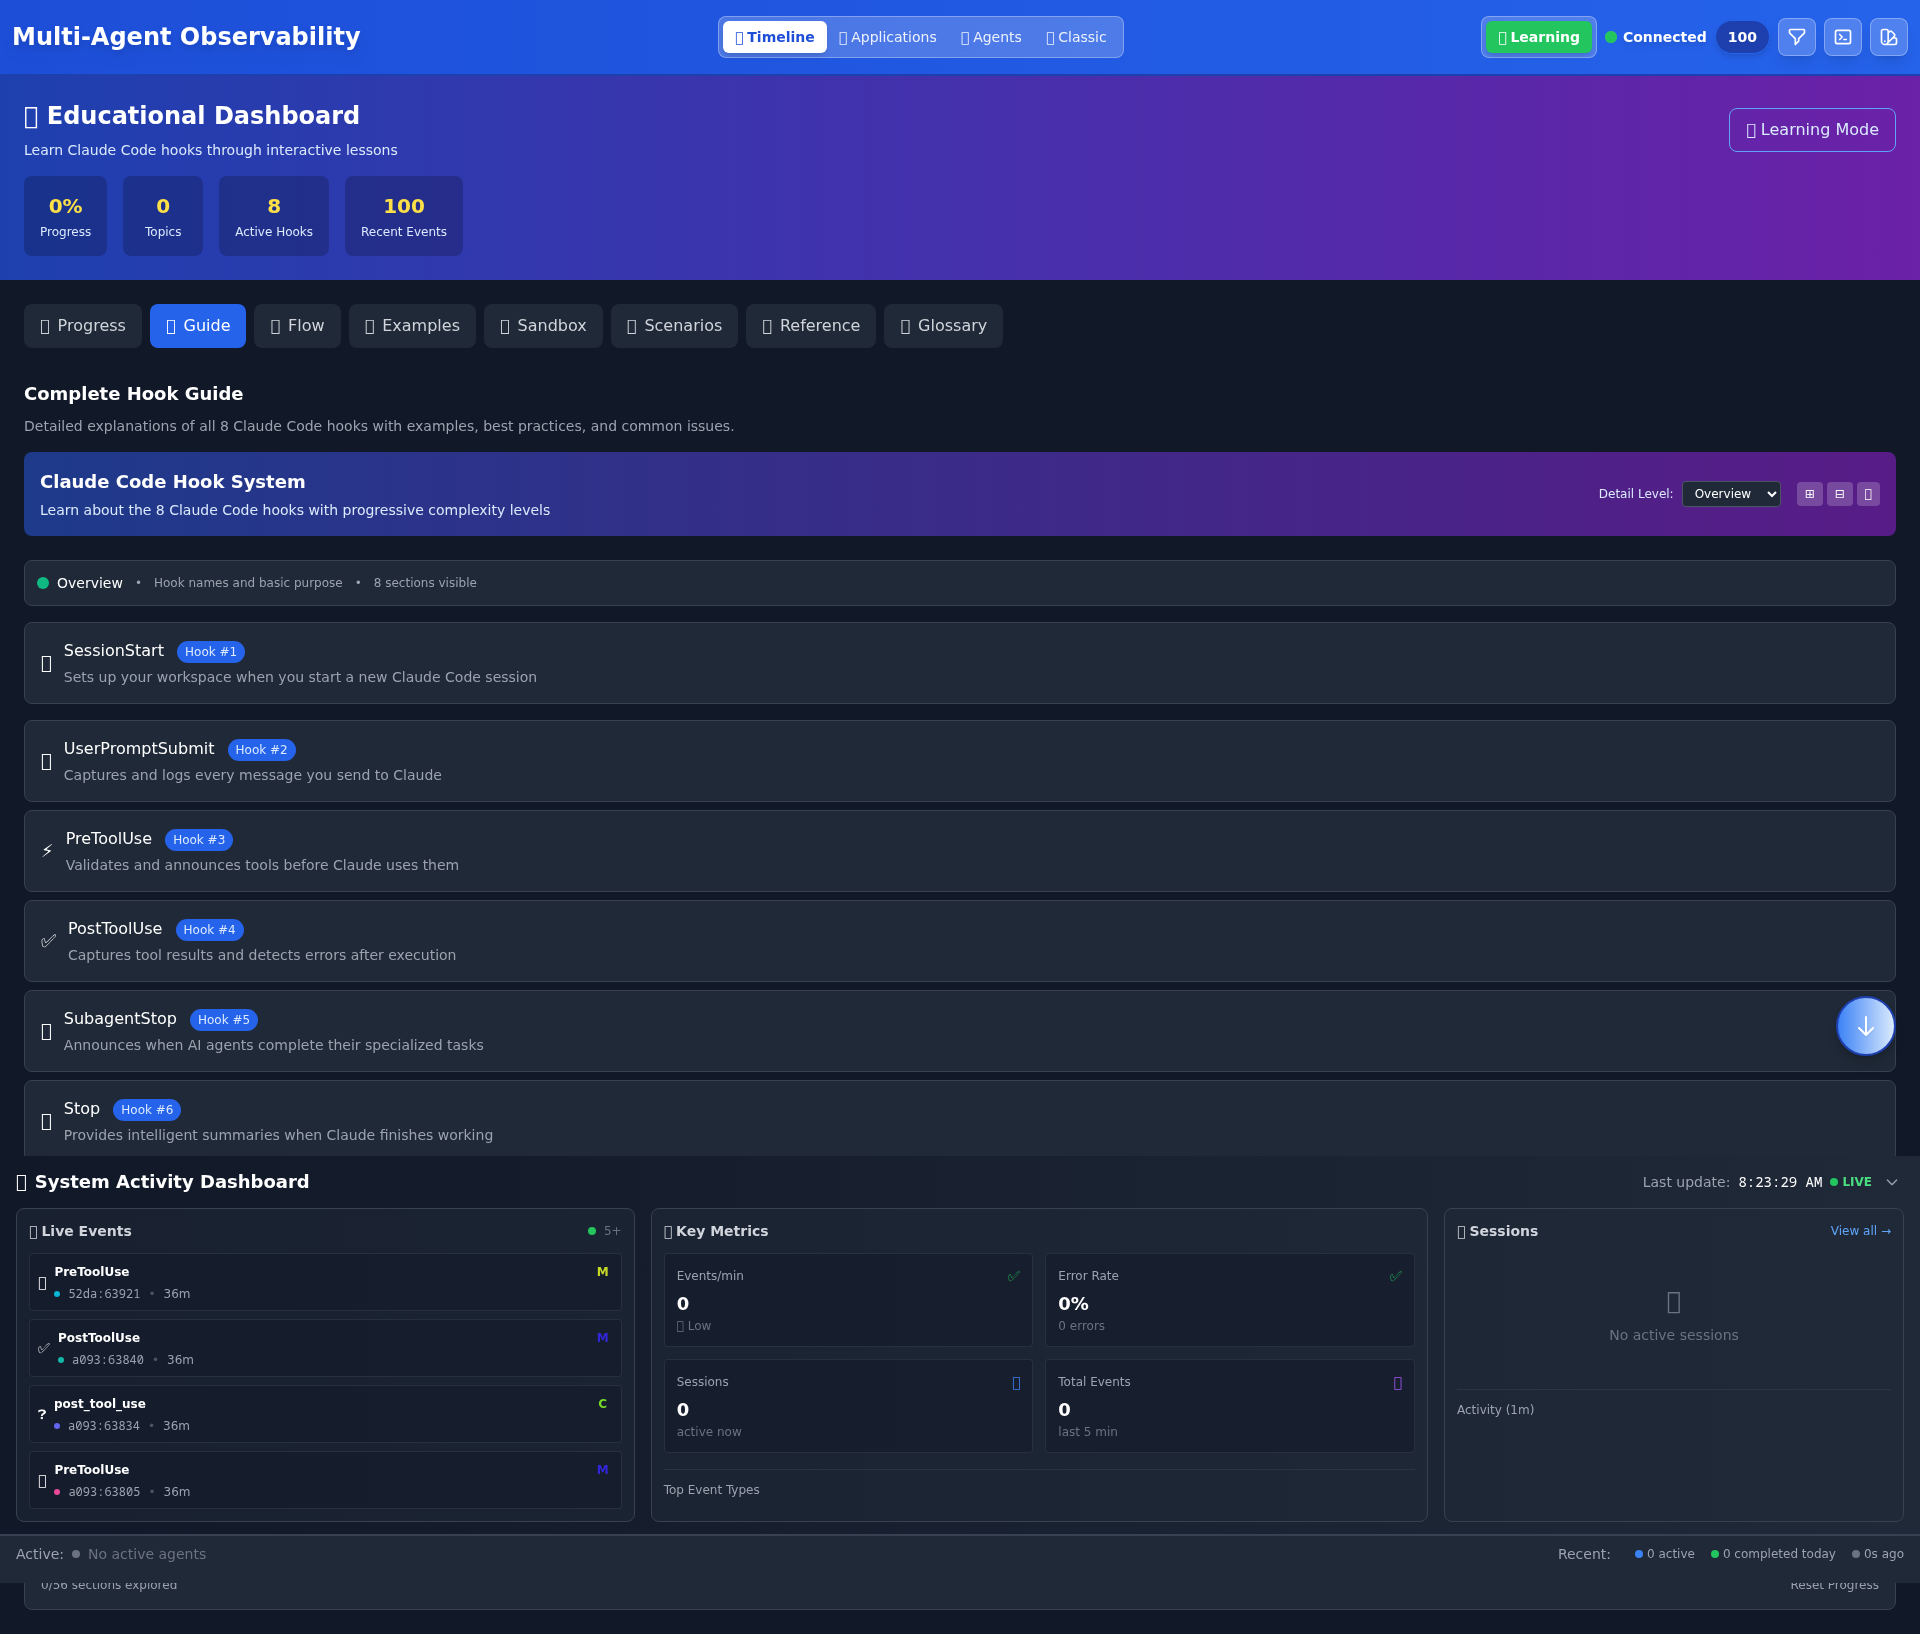 Multi-Agent Observability
Timeline Applications Agents Classic
Learning Connected 100
Educational Dashboard
Learn Claude Code hooks through interactive lessons
Learning Mode
0% 0 8 100
Progress Topics Active Hooks Recent Events
Progress Guide Flow Examples Sandbox Scenarios Reference Glossary
Complete Hook Guide
Detailed explanations of all 8 Claude Code hooks with examples, best practices, and common issues.
Claude Code Hook System
Learn about the 8 Claude Code hooks with progressive complexity levels
Detail Level: Overview
Overview • Hook names and basic purpose • 8 sections visible
SessionStart Hook #1
Sets up your workspace when you start a new Claude Code session
UserPromptSubmit Hook #2
Captures and logs every message you send to Claude
PreToolUse Hook #3
Validates and announces tools before Claude uses them
PostToolUse Hook #4
Captures tool results and detects errors after execution
SubagentStop Hook #5
Announces when AI agents complete their specialized tasks
Stop Hook #6
Provides intelligent summaries when Claude finishes working
System Activity Dashboard
Last update: 8:23:29 AM LIVE
Live Events 5+
PreToolUse M
52da:63921 • 36m
PostToolUse M
a093:63840 • 36m
? post_tool_use C
a093:63834 • 36m
PreToolUse M
a093:63805 • 36m
Key Metrics
Events/min
0
Low
Error Rate
0%
0 errors
Sessions
0
active now
Total Events
0
last 5 min
Top Event Types
Sessions View all →
No active sessions
Activity (1m)
Active: No active agents
Recent: 0 active 0 completed today 0s ago
0/56 sections explored
Reset Progress